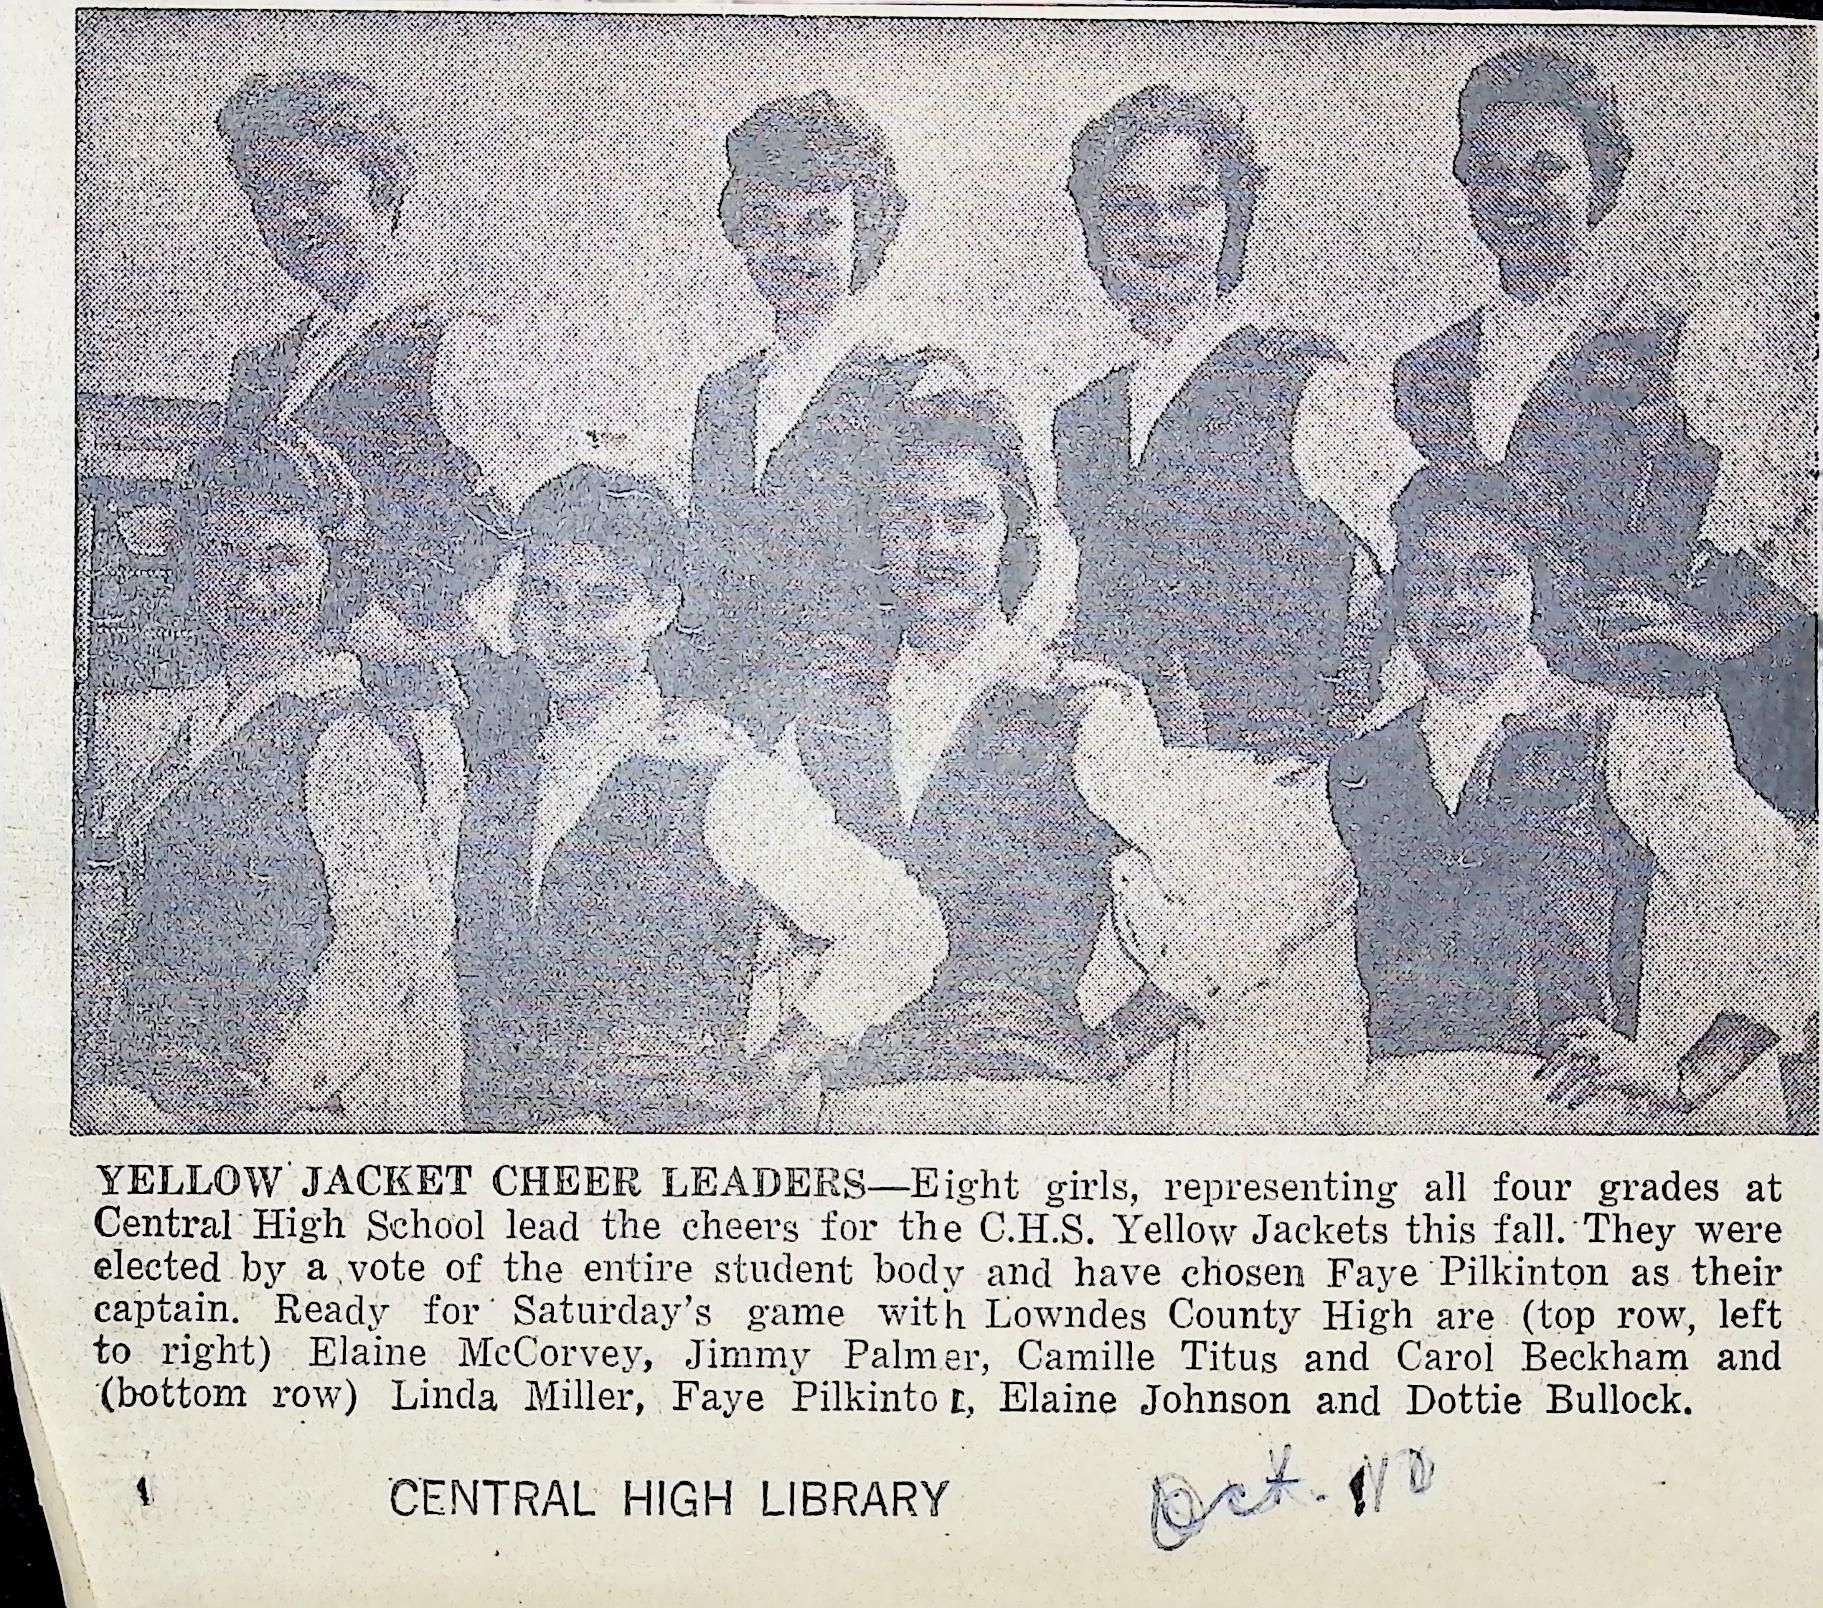 YELLOW JACKET CHEER LEADERS—Eight girls, representing all four grades at
Central High School lead the cheers for the C.H.S. Yellow Jackets this fall. They were
elected by a vote of the entire student body and have chosen Faye Pilkinton as their
captain. Ready for Saturday's game with Lowndes County High are (top row, left
to right) Elaine McCorvey, Jimmy Palmer, Camille Titus and Carol Beckham and
(bottom row) Linda Miller, Faye Pilkinton, Elaine Johnson and Dottie Bullock.
CENTRAL HIGH LIBRARY
Oct.